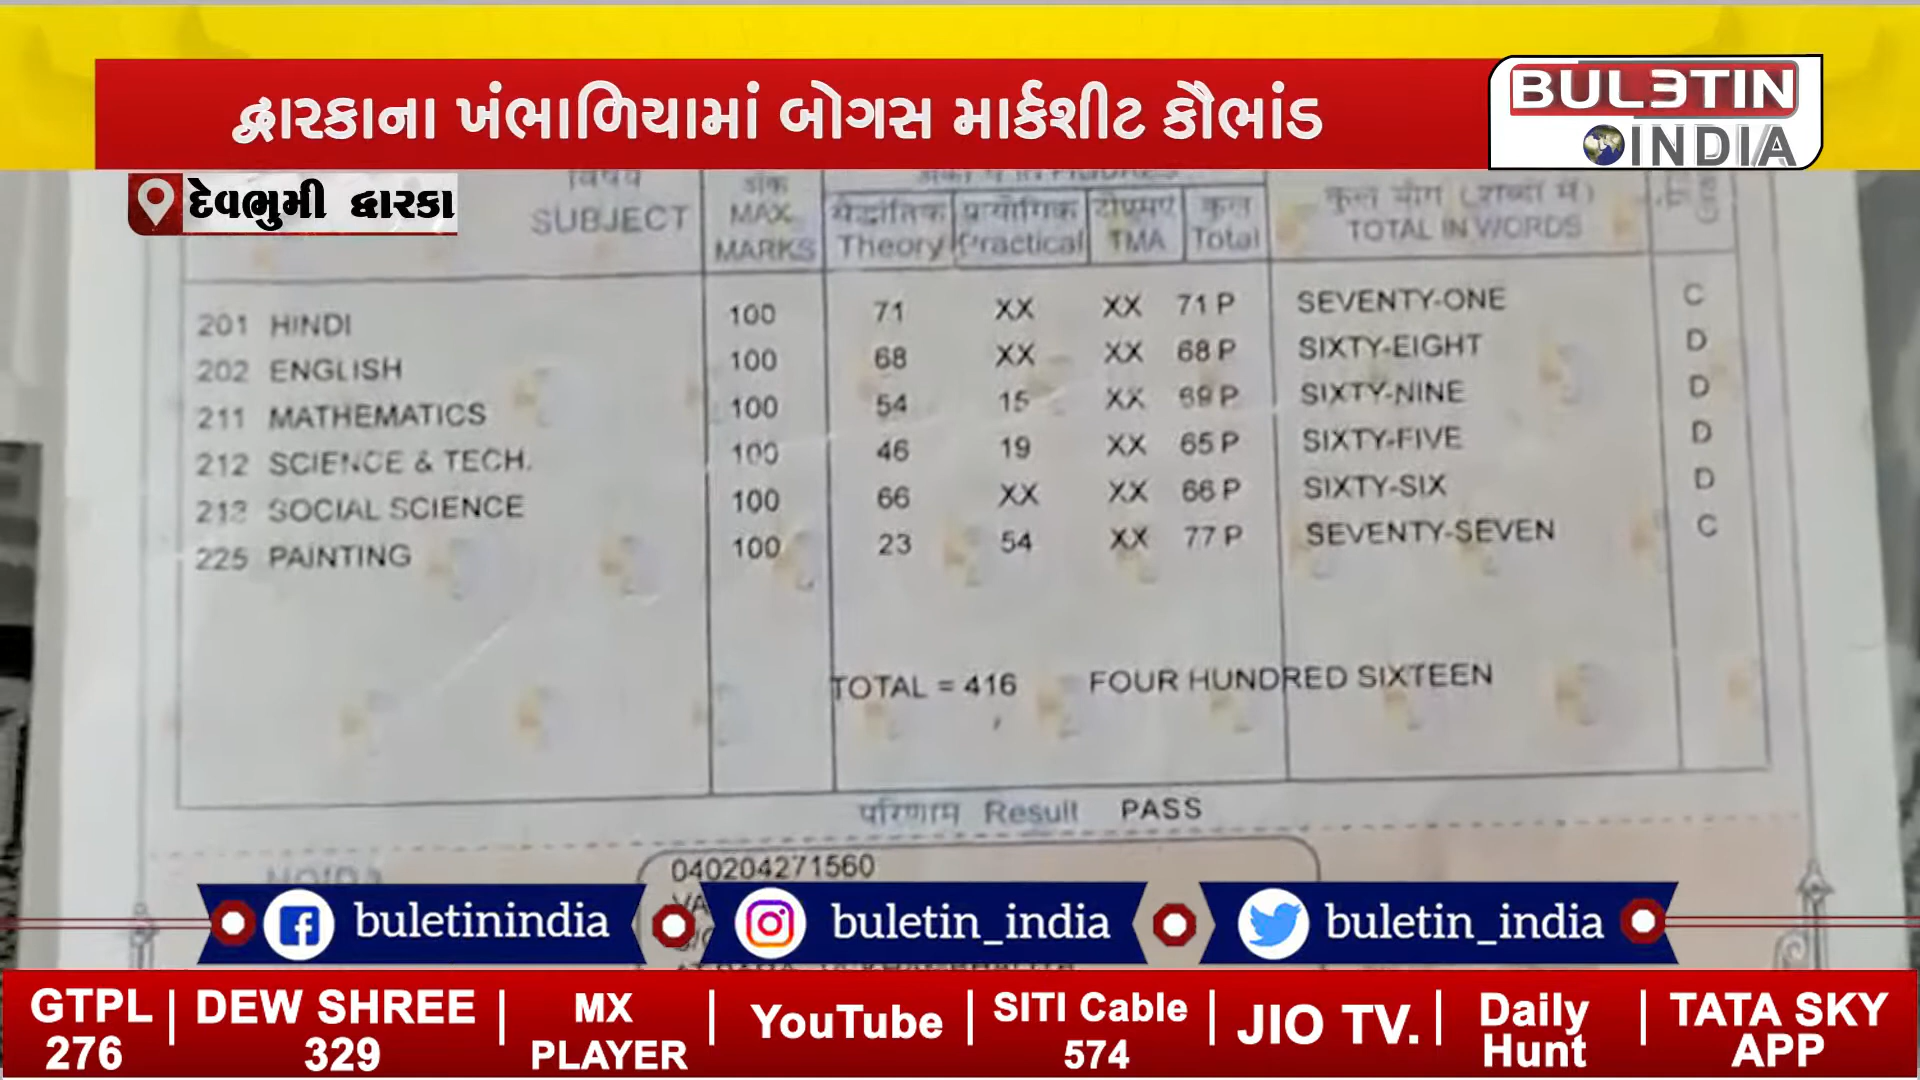 દ્વારકાના ખંભાળિયામાં બોગસ માર્કશીટ કૌભાંડ
BULETIN
INDIA
દેવભુમી દ્વારકા
विषय SUBJECT
अंक MAX. MARKS
सैद्धांतिक Theory
प्रायोगिक Practical
टीएमए TMA
कुल Total
कुल योग (शब्दों में)
TOTAL IN WORDS
201 HINDI 100 71 XX XX 71 P SEVENTY-ONE C
202 ENGLISH 100 68 XX XX 68 P SIXTY-EIGHT D
211 MATHEMATICS 100 54 15 XX 69 P SIXTY-NINE D
212 SCIENCE & TECH. 100 46 19 XX 65 P SIXTY-FIVE D
213 SOCIAL SCIENCE 100 66 XX XX 66 P SIXTY-SIX D
225 PAINTING 100 23 54 XX 77 P SEVENTY-SEVEN C
TOTAL = 416 FOUR HUNDRED SIXTEEN
परिणाम Result PASS
040204271560
buletinindia
buletin_india
buletin_india
GTPL 276
DEW SHREE 329
MX PLAYER
YouTube
SITI Cable 574
JIO TV.
Daily Hunt
TATA SKY APP